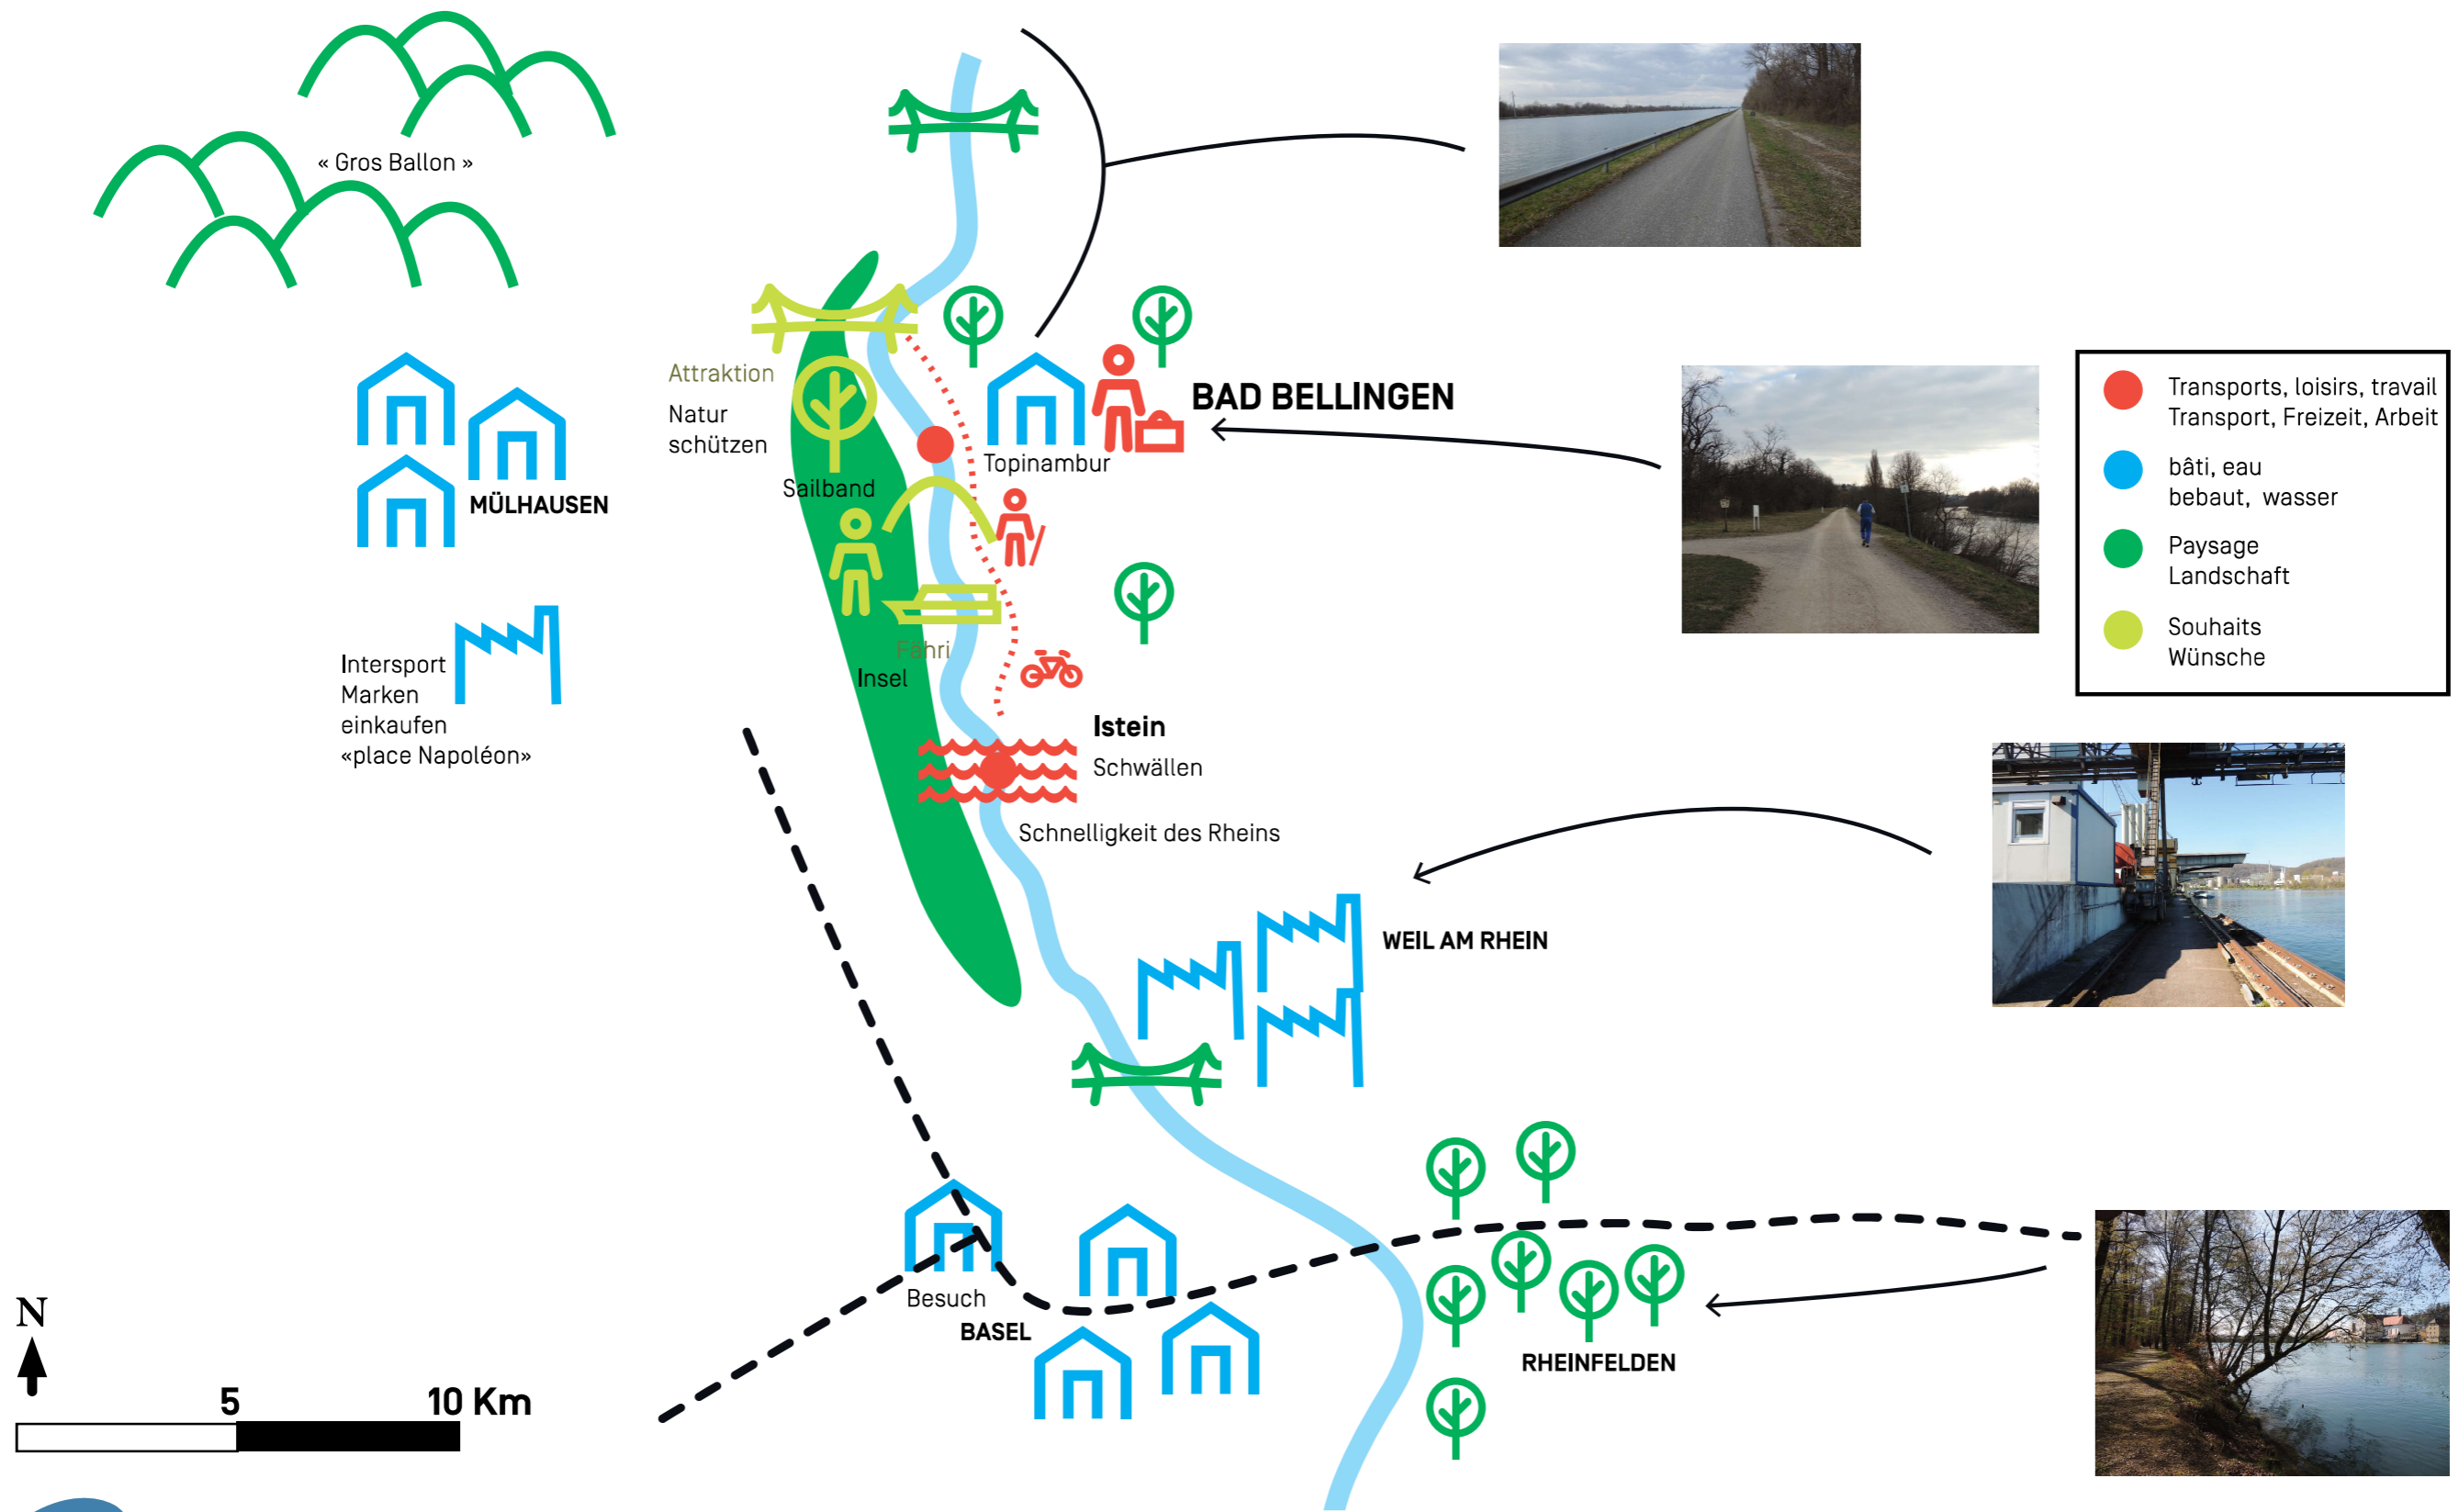 « Gros Ballon »
Attraktion
Natur
schützen
BAD BELLINGEN
Topinambur
Sailband
MÜLHAUSEN
Transports, loisirs, travail
Transport, Freizeit, Arbeit
bâti, eau
bebaut, wasser
Paysage
Landschaft
Souhaits
Wünsche
Fähri
Insel
Intersport
Marken
einkaufen
«place Napoléon»
Istein
Schwällen
Schnelligkeit des Rheins
WEIL AM RHEIN
Besuch
BASEL
RHEINFELDEN
N
5
10 Km